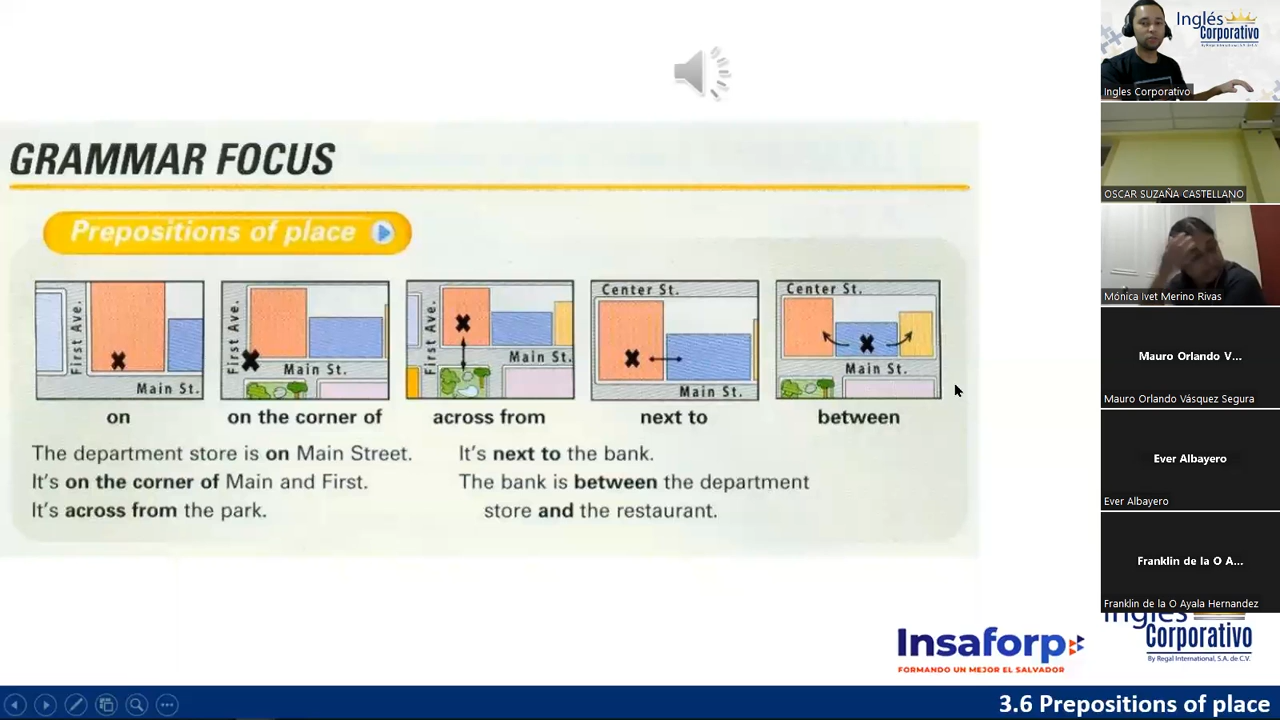 GRAMMAR FOCUS
Prepositions of place
First Ave.
Main St.
on
First Ave.
Main St.
on the corner of
First Ave.
Main St.
across from
Center St.
Main St.
next to
Center St.
Main St.
between
The department store is on Main Street.
It's on the corner of Main and First.
It's across from the park.
It's next to the bank.
The bank is between the department
store and the restaurant.
Insaforp
FORMANDO UN MEJOR EL SALVADOR
Inglés
Corporativo
By Regal International, S.A. de C.V.
3.6 Prepositions of place
Inglés
Corporativo
Ingles Corporativo
OSCAR SUZAÑA CASTELLANO
Mónica Ivet Merino Rivas
Mauro Orlando V...
Mauro Orlando Vásquez Segura
Ever Albayero
Ever Albayero
Franklin de la O A...
Franklin de la O Ayala Hernandez